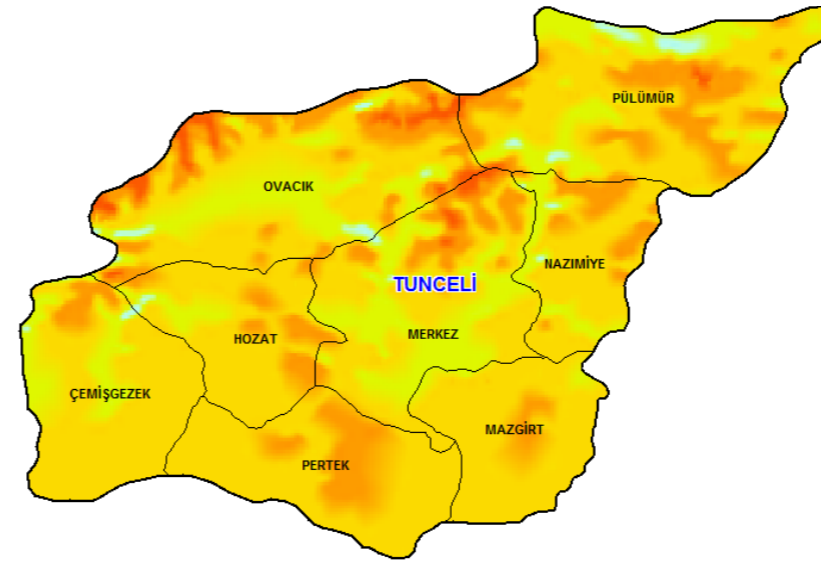 PÜLÜMÜR
OVACIK
NAZIMİYE
TUNCELİ
HOZAT
MERKEZ
ÇEMİŞGEZEK
MAZGİRT
PERTEK